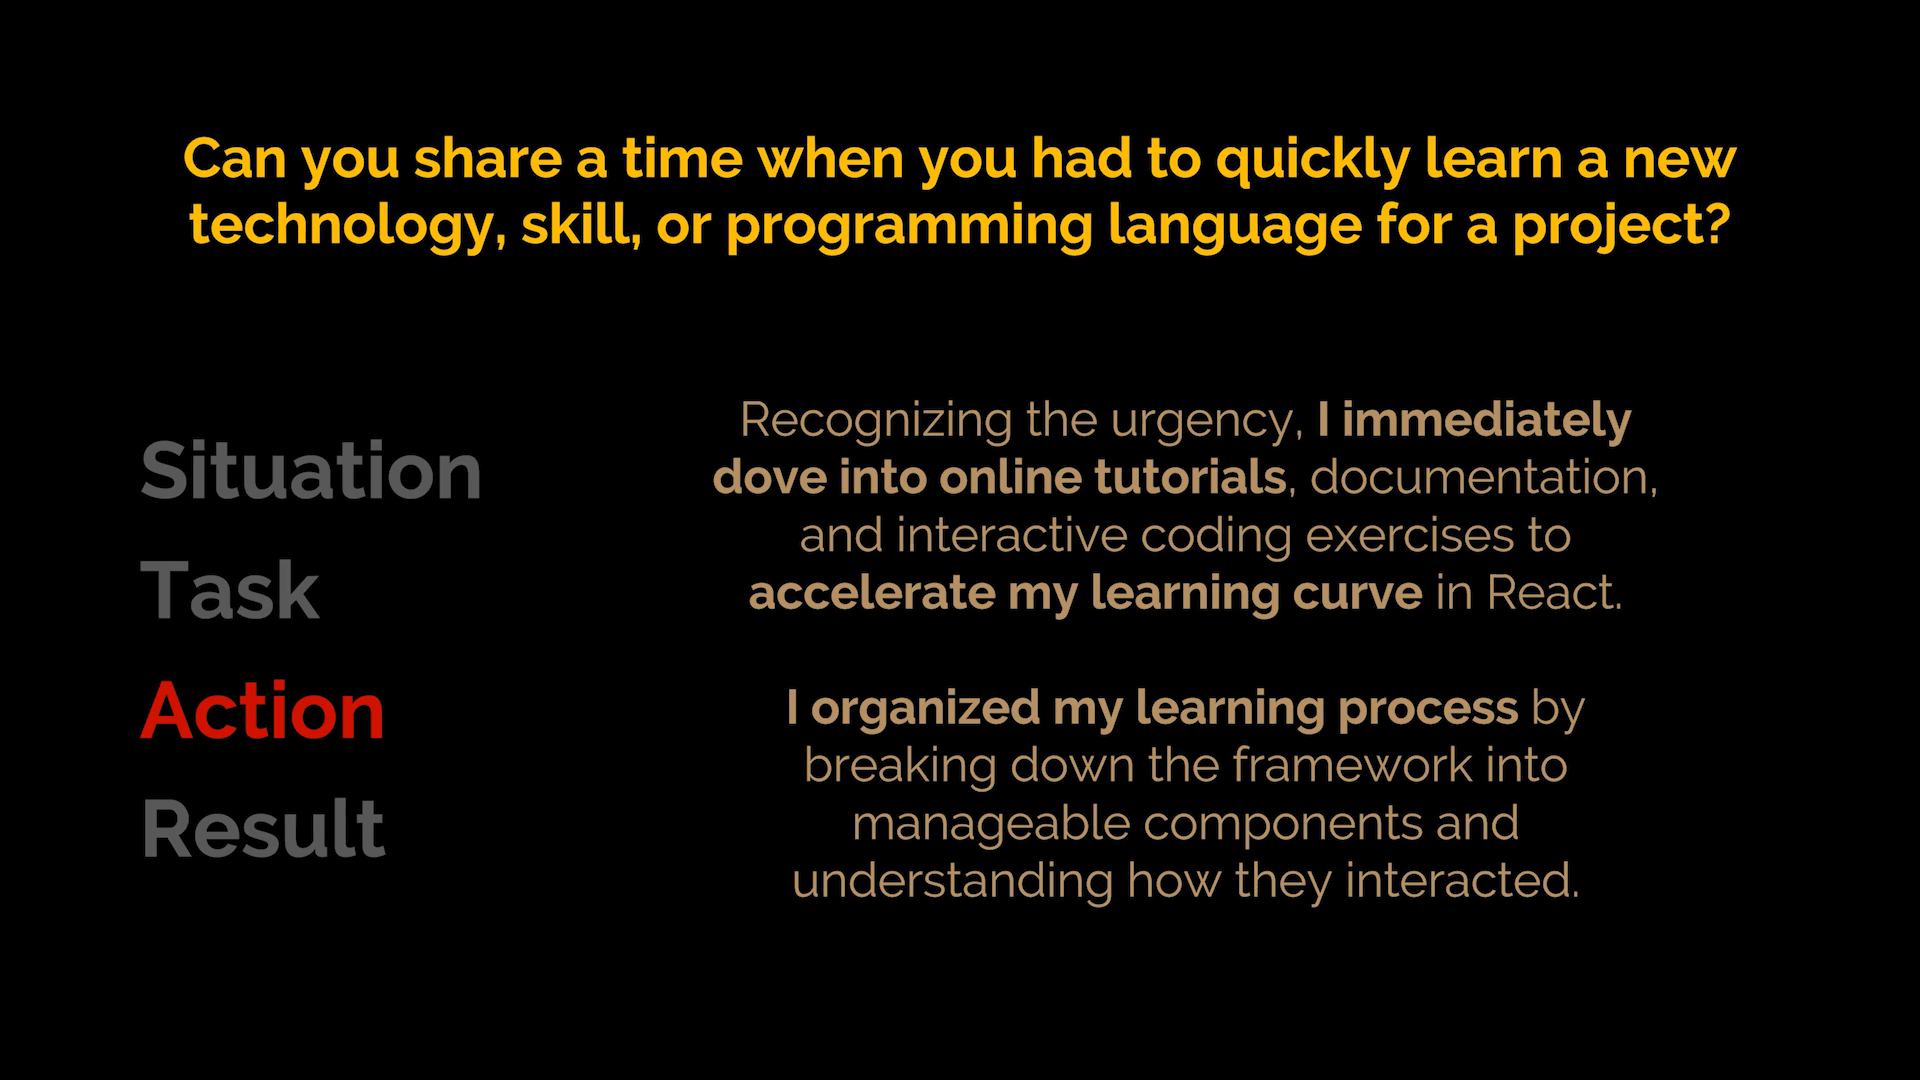 Can you share a time when you had to quickly learn a new
technology, skill, or programming language for a project?
Situation
Task
Action
Result
Recognizing the urgency, I immediately
dove into online tutorials, documentation,
and interactive coding exercises to
accelerate my learning curve in React.
I organized my learning process by
breaking down the framework into
manageable components and
understanding how they interacted.